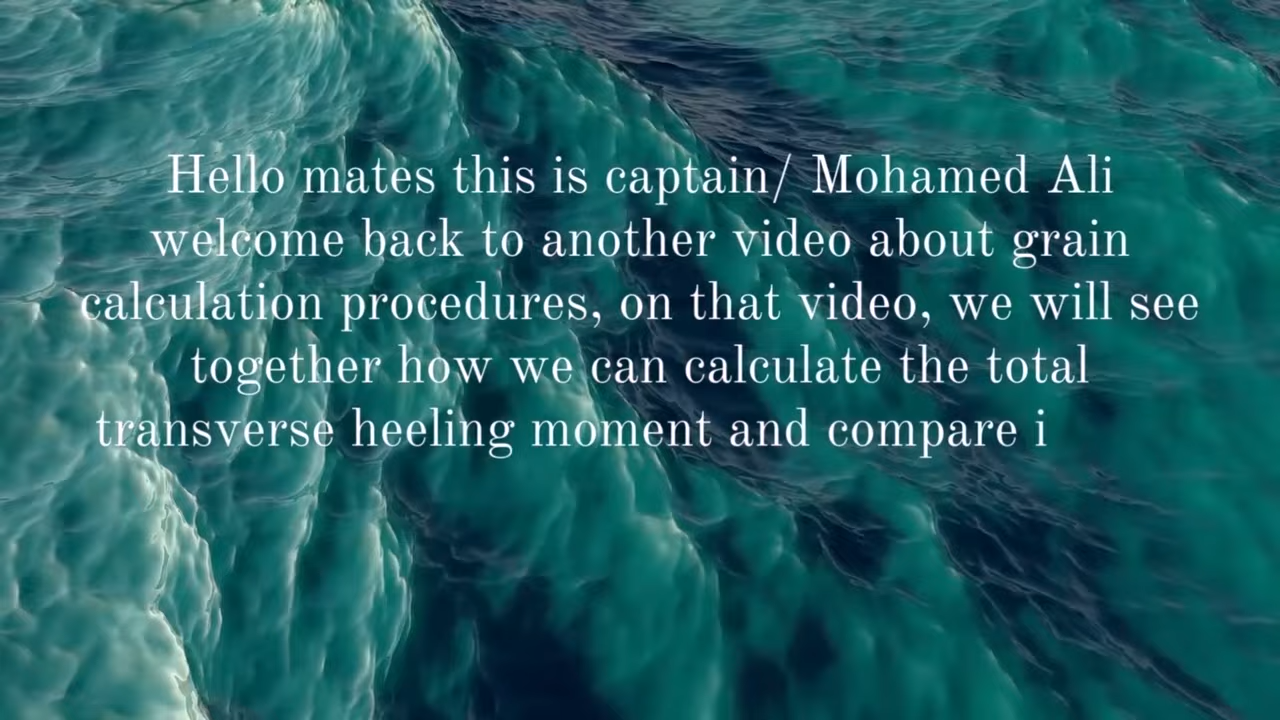 Hello mates this is captain/ Mohamed Ali
welcome back to another video about grain
calculation procedures, on that video, we will see
together how we can calculate the total
transverse heeling moment and compare i